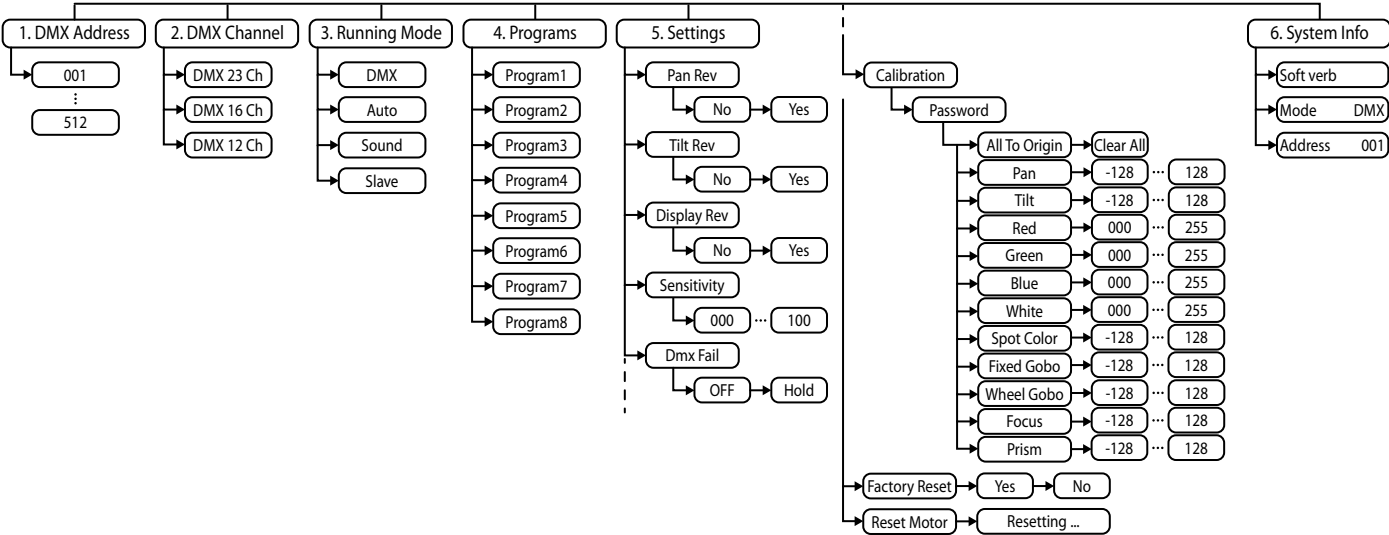 1. DMX Address
001
⋮
512
2. DMX Channel
DMX 23 Ch
DMX 16 Ch
DMX 12 Ch
3. Running Mode
DMX
Auto
Sound
Slave
4. Programs
Program1
Program2
Program3
Program4
Program5
Program6
Program7
Program8
5. Settings
Pan Rev
No Yes
Tilt Rev
No Yes
Display Rev
No Yes
Sensitivity
000 ... 100
Dmx Fail
OFF Hold
Calibration
Password
All To Origin Clear All
Pan -128 ... 128
Tilt -128 ... 128
Red 000 ... 255
Green 000 ... 255
Blue 000 ... 255
White 000 ... 255
Spot Color -128 ... 128
Fixed Gobo -128 ... 128
Wheel Gobo -128 ... 128
Focus -128 ... 128
Prism -128 ... 128
Factory Reset Yes No
Reset Motor Resetting ...
6. System Info
Soft verb
Mode DMX
Address 001